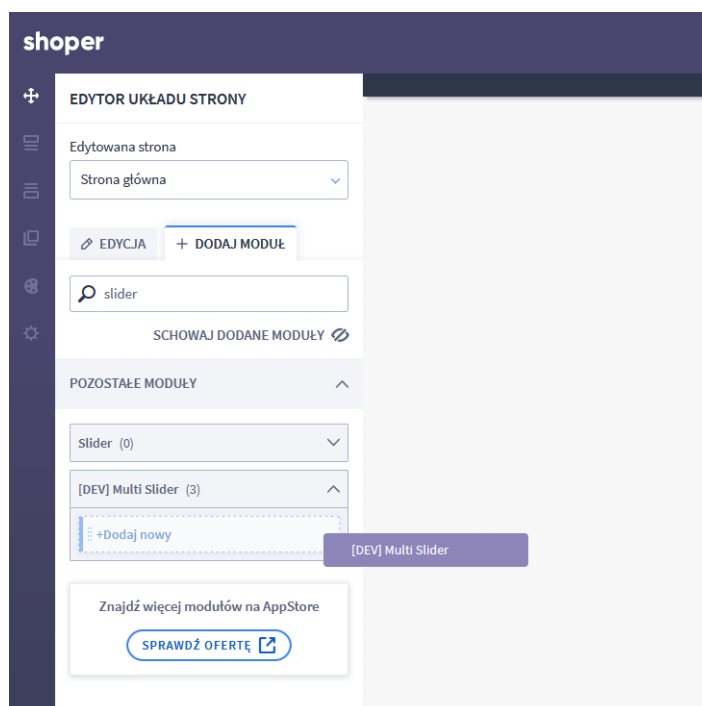 shoper
EDYTOR UKŁADU STRONY
Edytowana strona
Strona główna
EDYCJA
+ DODAJ MODUŁ
slider
SCHOWAJ DODANE MODUŁY
POZOSTAŁE MODUŁY
Slider (0)
[DEV] Multi Slider (3)
+Dodaj nowy
[DEV] Multi Slider
Znajdź więcej modułów na AppStore
SPRAWDŹ OFERTĘ